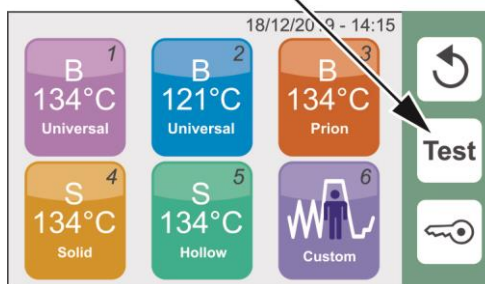 18/12/2019 - 14:15
1
B
134°C
Universal
2
B
121°C
Universal
3
B
134°C
Prion
Test
4
S
134°C
Solid
5
S
134°C
Hollow
6
Custom